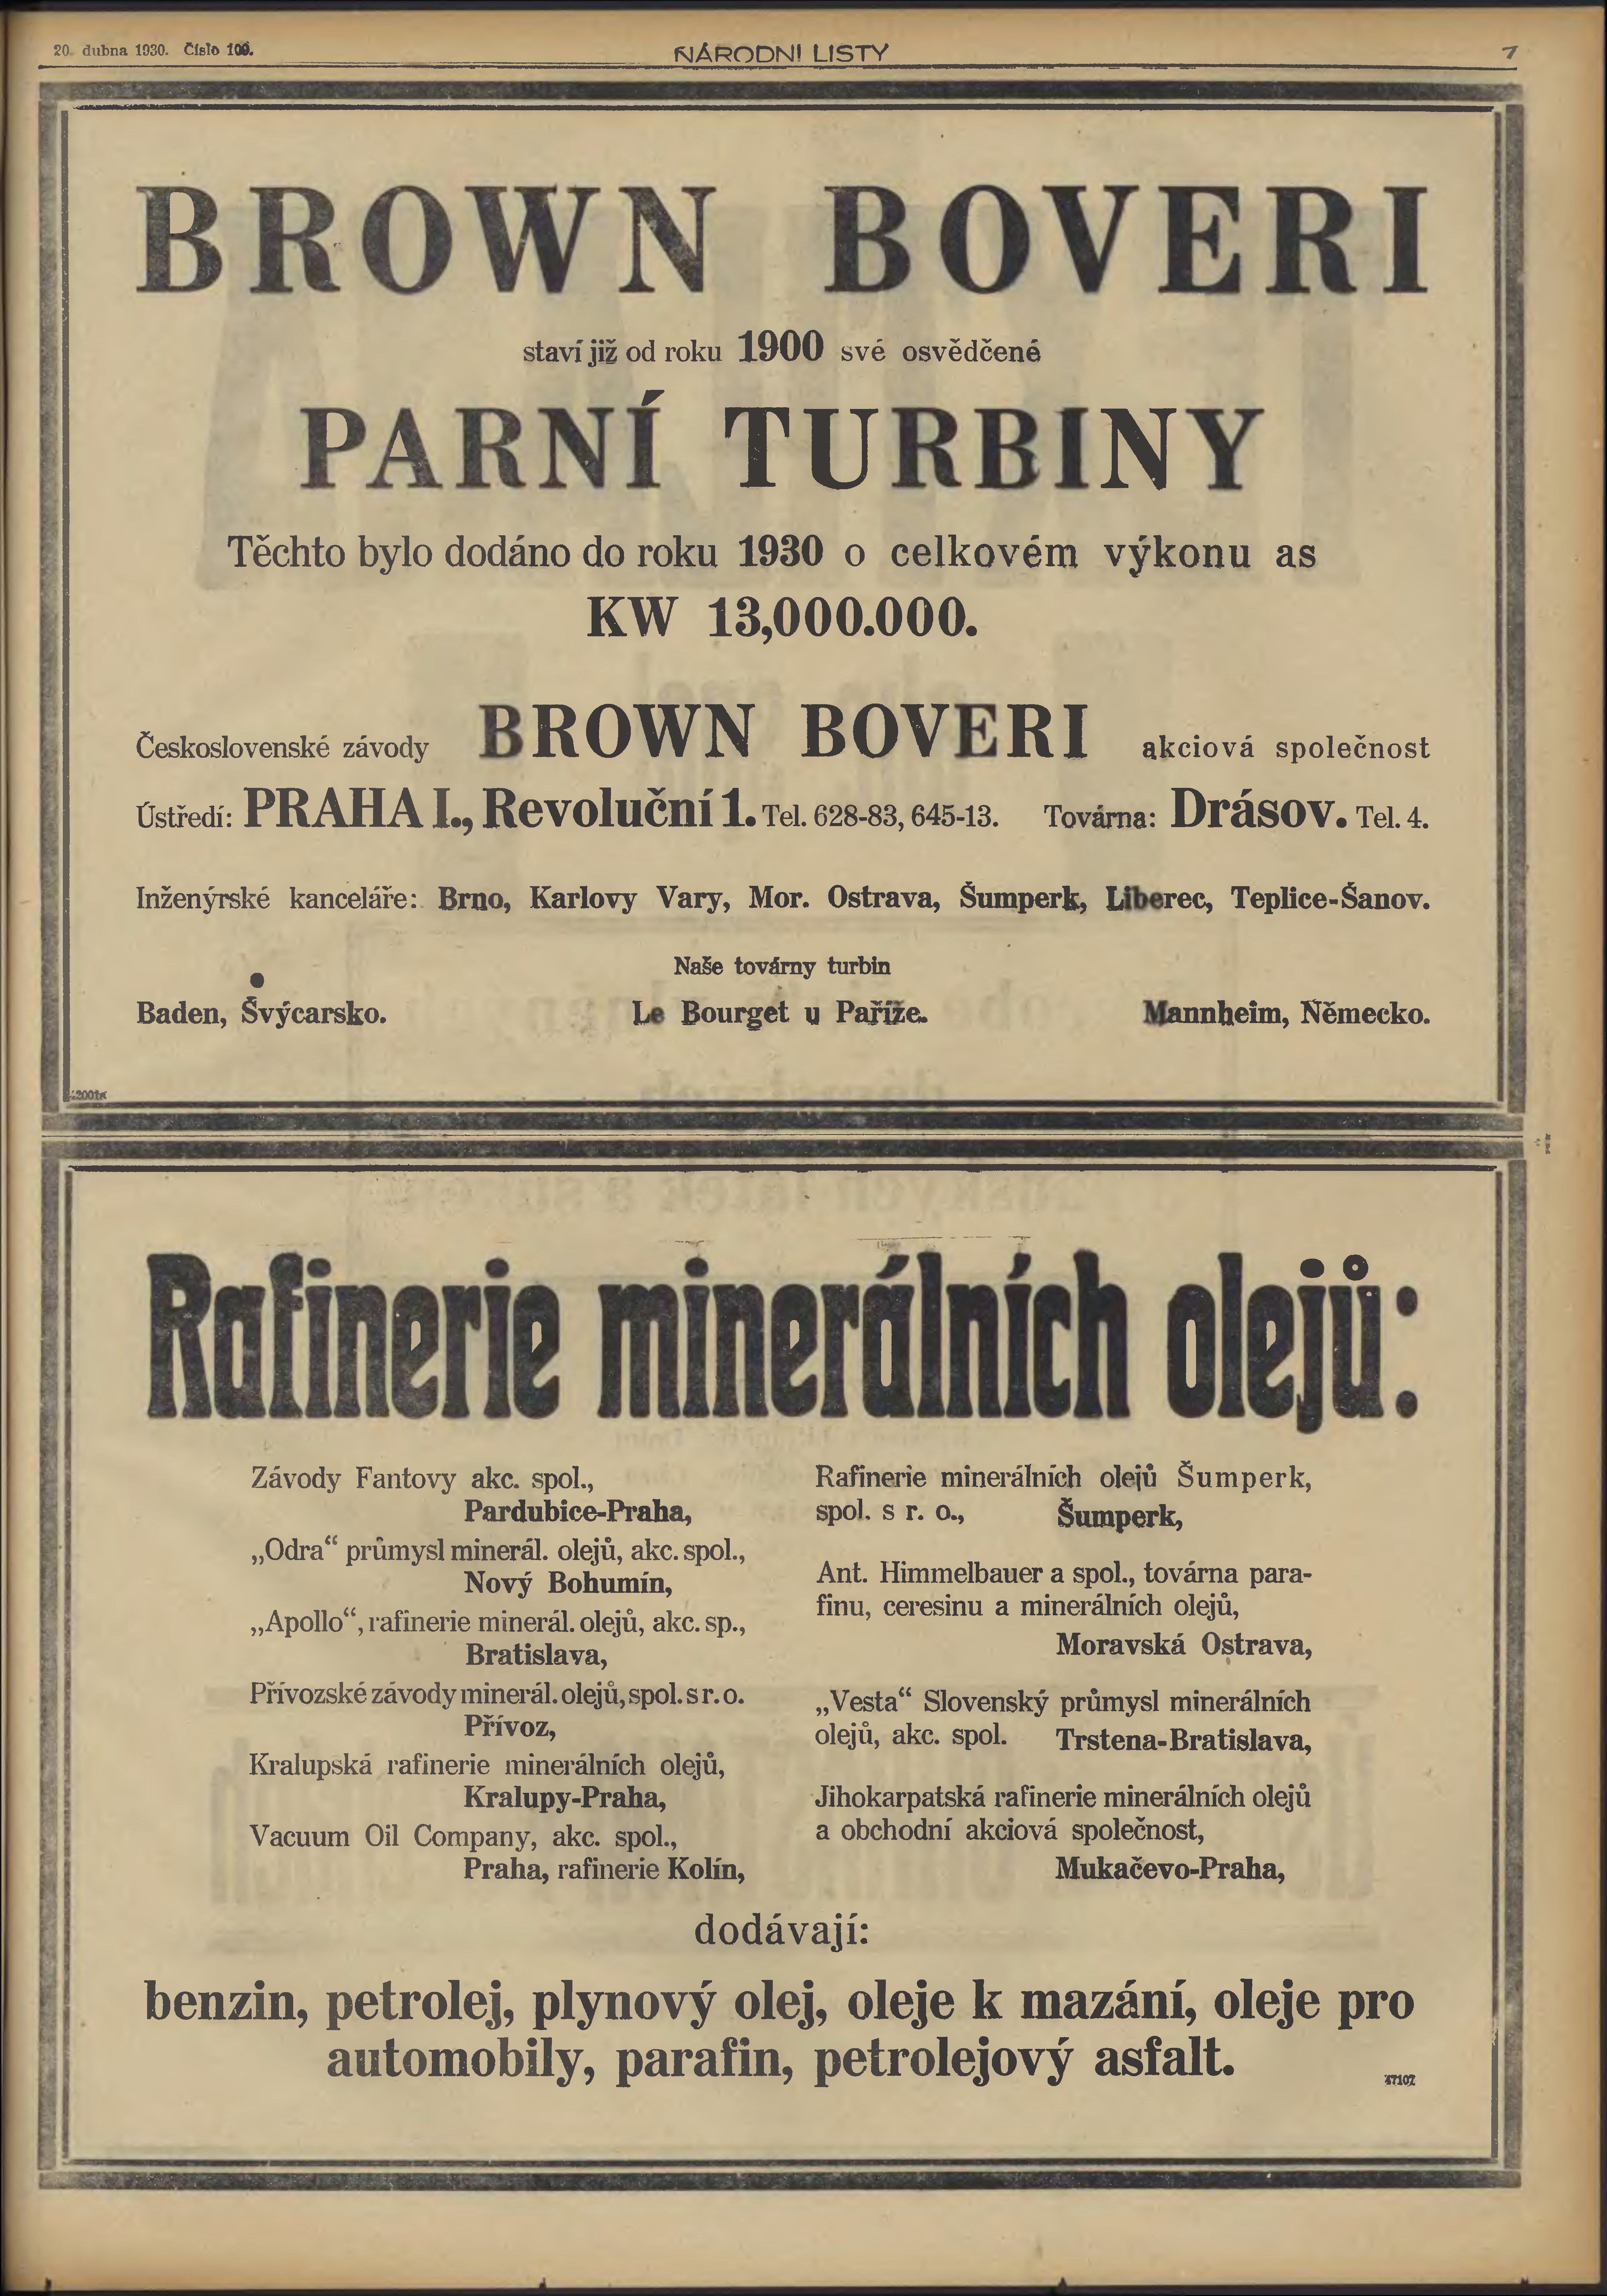 20. dubna 1930. Číslo 109.
NÁRODNÍ LISTY
7
BROWN BOVERI
staví již od roku 1900 své osvědčené
PARNÍ TURBINY
Těchto bylo dodáno do roku 1930 o celkovém výkonu as
KW 13,000.000.
Československé závody BROWN BOVERI akciová společnost
Ústředí: PRAHA I., Revoluční 1. Tel. 628-83, 645-13. Továrna: Drásov. Tel. 4.
Inženýrské kanceláře: Brno, Karlovy Vary, Mor. Ostrava, Šumperk, Liberec, Teplice-Šanov.
Naše továrny turbin
Baden, Švýcarsko. Le Bourget u Paříže. Mannheim, Německo.
Rafinerie minerálních olejů:
Závody Fantovy akc. spol.,
Pardubice-Praha,
„Odra“ průmysl minerál. olejů, akc. spol.,
Nový Bohumín,
„Apollo“, rafinerie minerál. olejů, akc. sp.,
Bratislava,
Přívozské závody minerál. olejů, spol. s r. o.
Přívoz,
Kralupská rafinerie minerálních olejů,
Kralupy-Praha,
Vacuum Oil Company, akc. spol.,
Praha, rafinerie Kolín,
Rafinerie minerálních olejů Šumperk,
spol. s r. o., Šumperk,
Ant. Himmelbauer a spol., továrna para-
finu, ceresinu a minerálních olejů,
Moravská Ostrava,
„Vesta“ Slovenský průmysl minerálních
olejů, akc. spol. Trstena-Bratislava,
Jihokarpatská rafinerie minerálních olejů
a obchodní akciová společnost,
Mukačevo-Praha,
dodávají:
benzin, petrolej, plynový olej, oleje k mazání, oleje pro
automobily, parafin, petrolejový asfalt.
47107